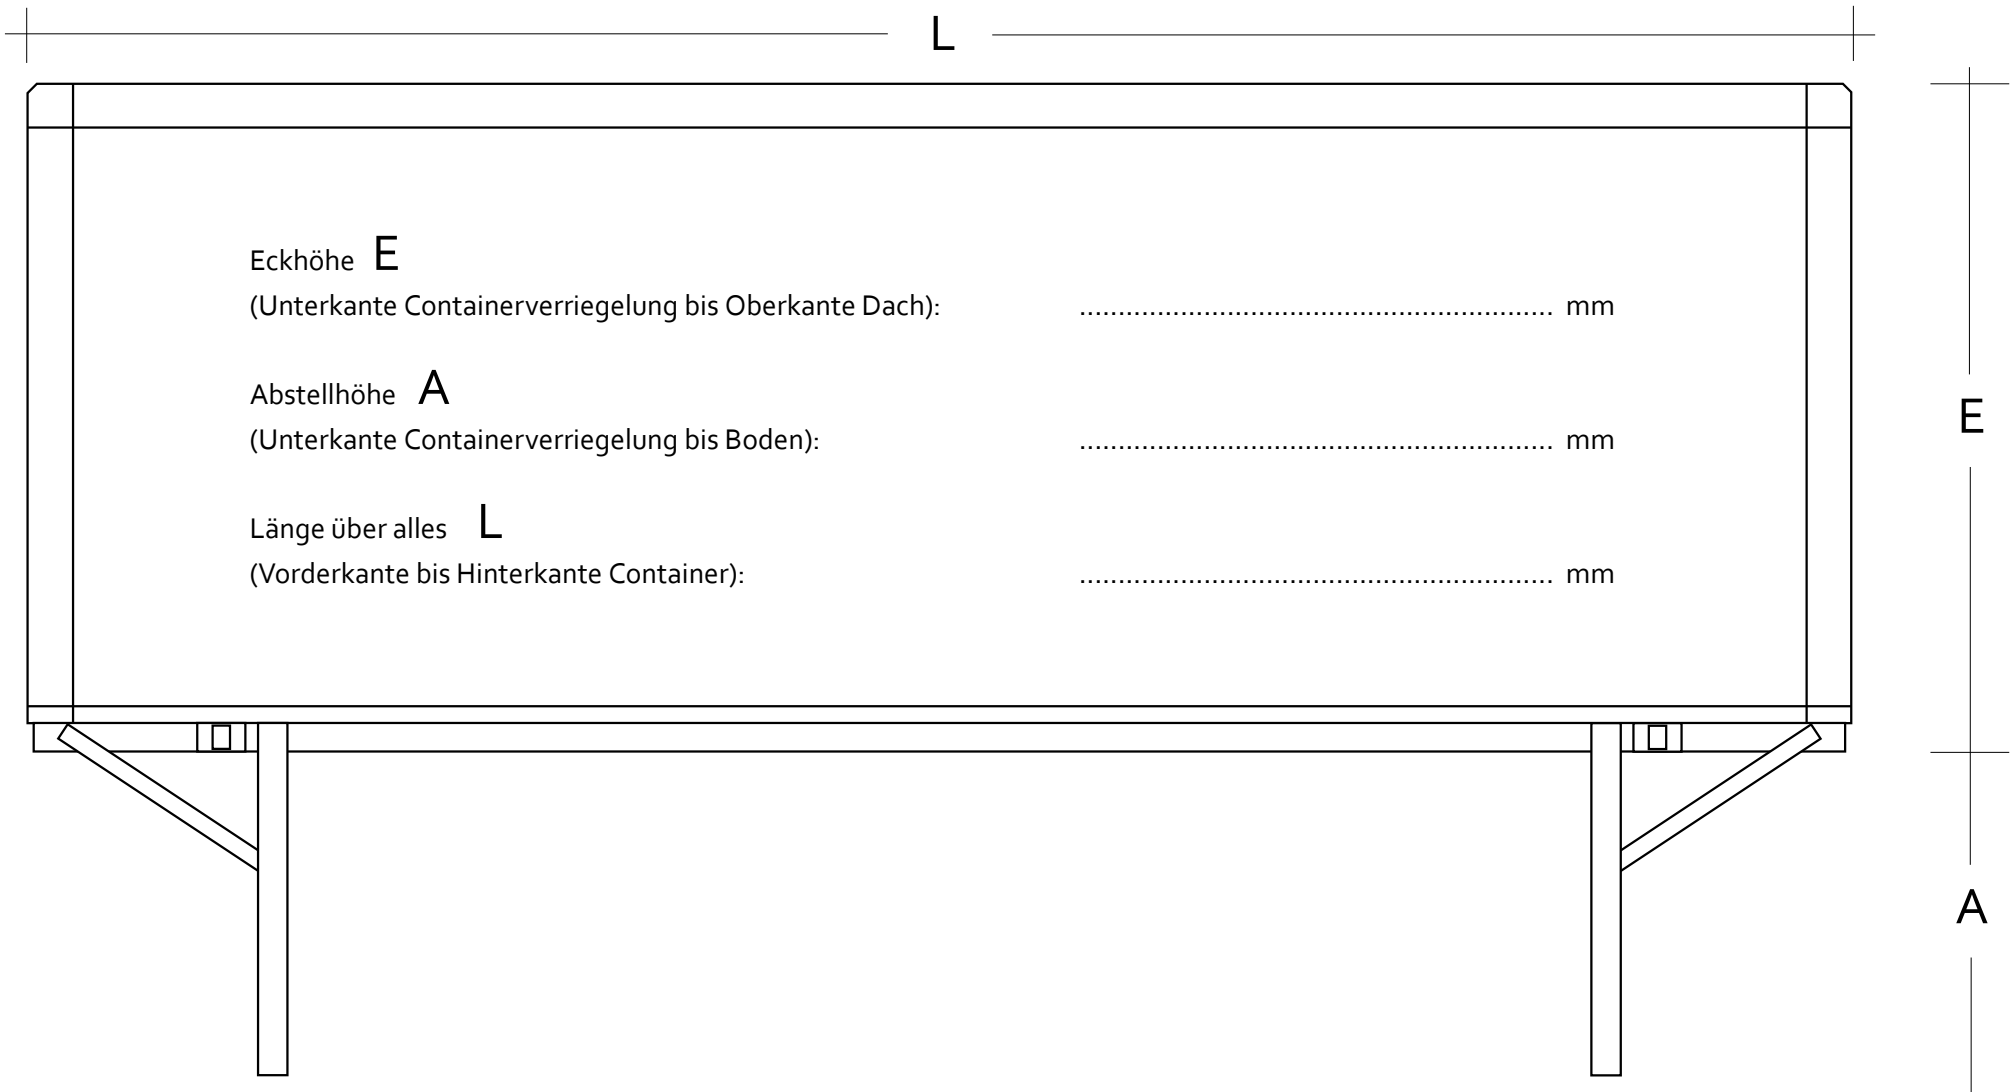 L
Eckhöhe E
(Unterkante Containerverriegelung bis Oberkante Dach): ............................................................. mm
E
Abstellhöhe A
(Unterkante Containerverriegelung bis Boden): ............................................................. mm
Länge über alles L
(Vorderkante bis Hinterkante Container): ............................................................. mm
A